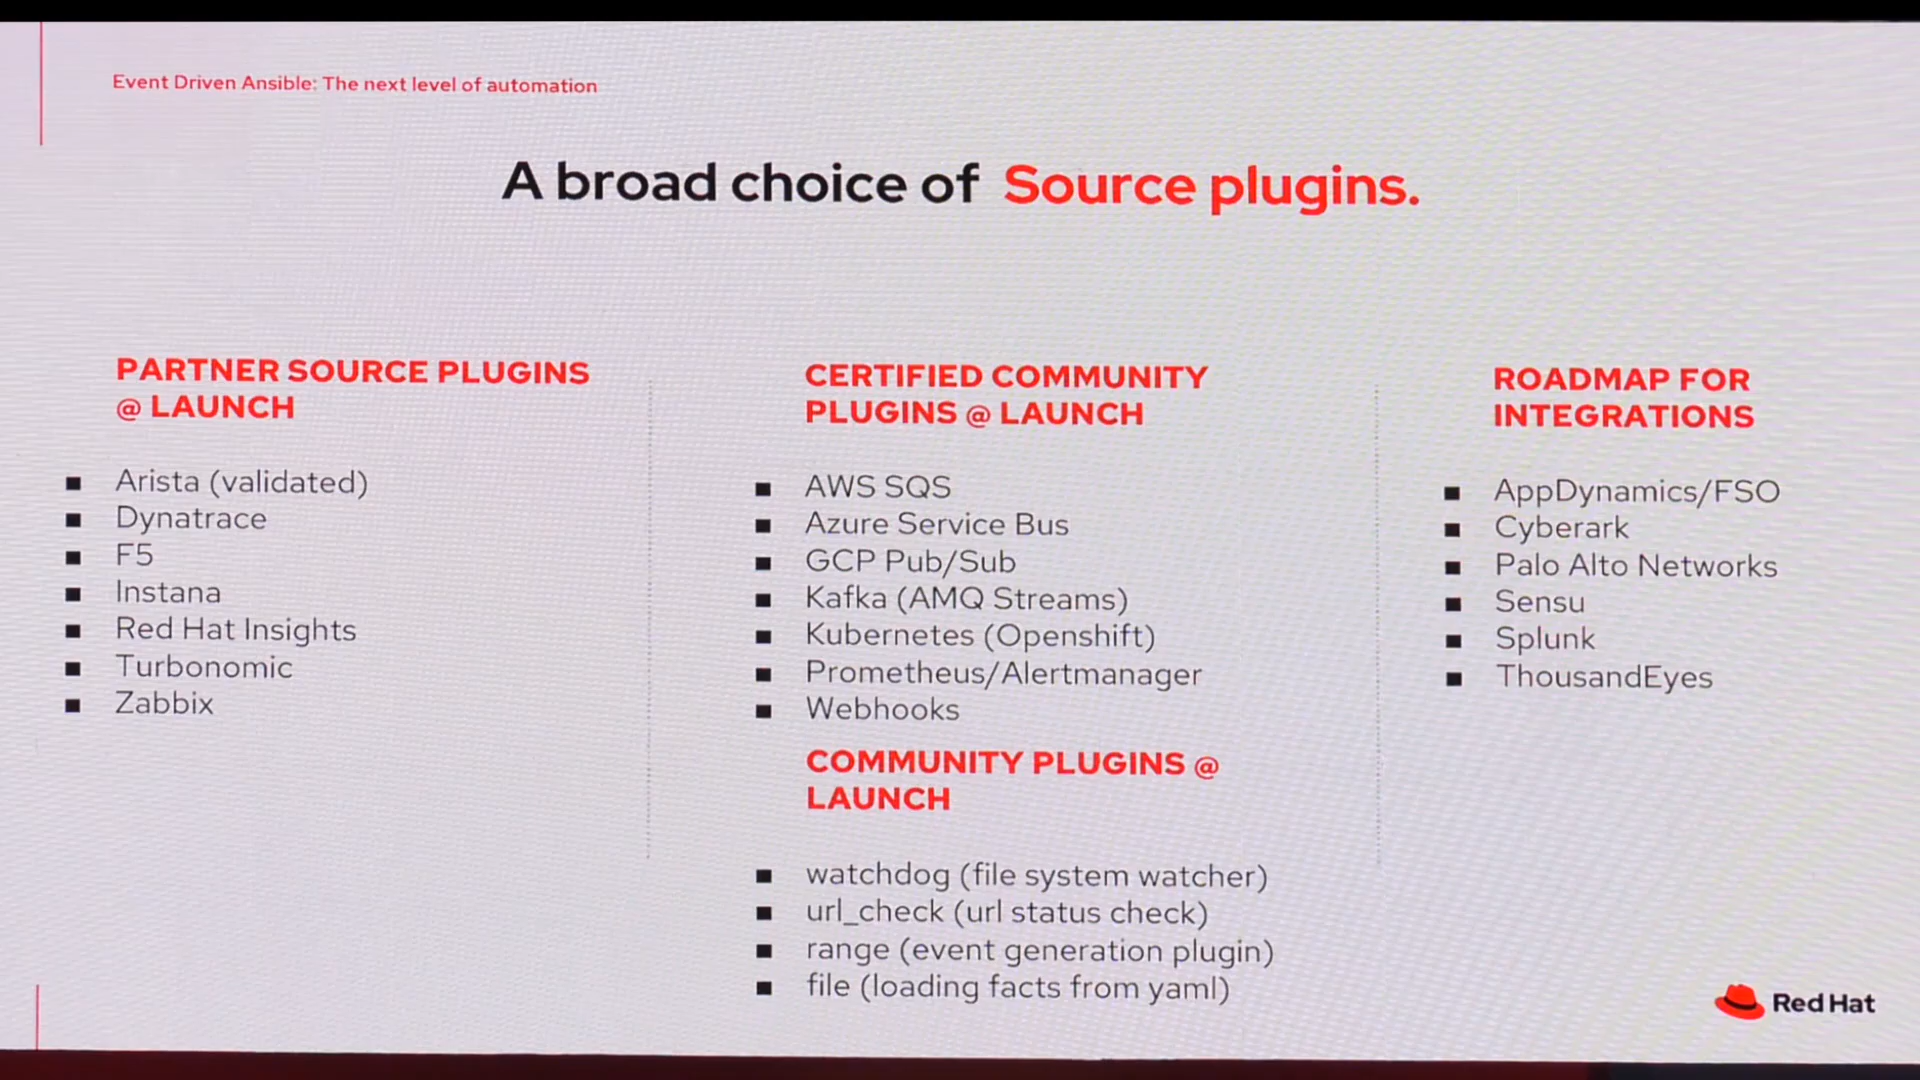 Event Driven Ansible: The next level of automation
A broad choice of Source plugins.
PARTNER SOURCE PLUGINS
@ LAUNCH
■ Arista (validated)
■ Dynatrace
■ F5
■ Instana
■ Red Hat Insights
■ Turbonomic
■ Zabbix
CERTIFIED COMMUNITY
PLUGINS @ LAUNCH
■ AWS SQS
■ Azure Service Bus
■ GCP Pub/Sub
■ Kafka (AMQ Streams)
■ Kubernetes (Openshift)
■ Prometheus/Alertmanager
■ Webhooks
COMMUNITY PLUGINS @
LAUNCH
■ watchdog (file system watcher)
■ url_check (url status check)
■ range (event generation plugin)
■ file (loading facts from yaml)
ROADMAP FOR
INTEGRATIONS
■ AppDynamics/FSO
■ Cyberark
■ Palo Alto Networks
■ Sensu
■ Splunk
■ ThousandEyes
Red Hat